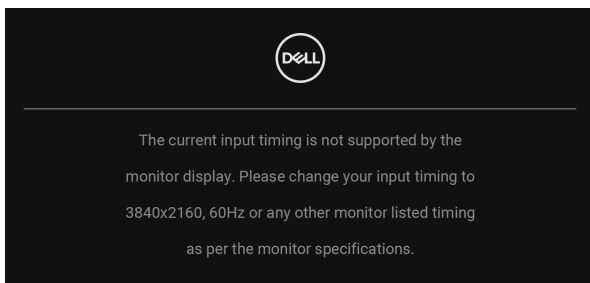 DELL
The current input timing is not supported by the
monitor display. Please change your input timing to
3840x2160, 60Hz or any other monitor listed timing
as per the monitor specifications.